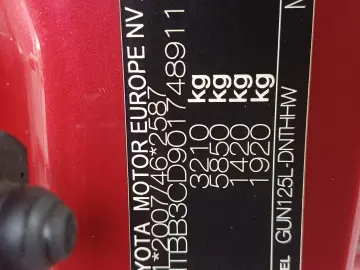 YOTA MOTOR EUROPE NV
1*2007/46*2587
TBB3CD901748911
3210 kg
5850 kg
1420 kg
1920 kg
EL GUN125L-DNTHHW